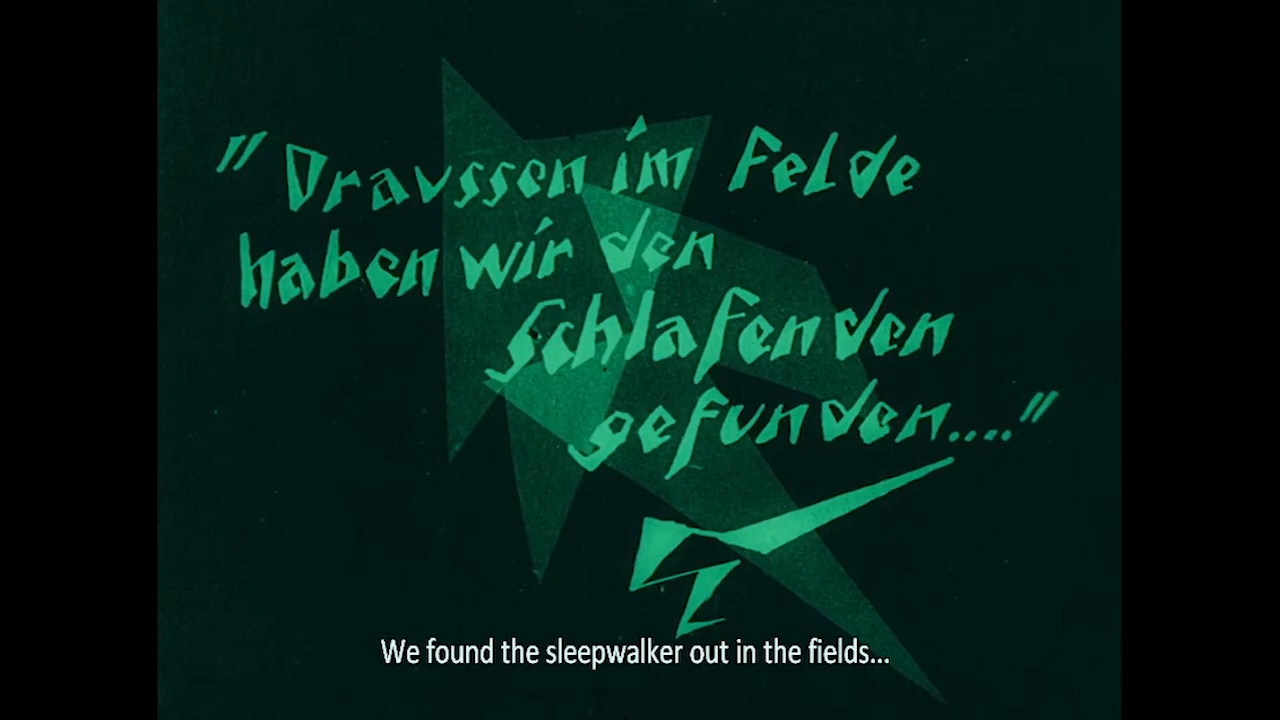 "Draussen im Felde
haben wir den
Schlafenden
gefunden...."
We found the sleepwalker out in the fields...